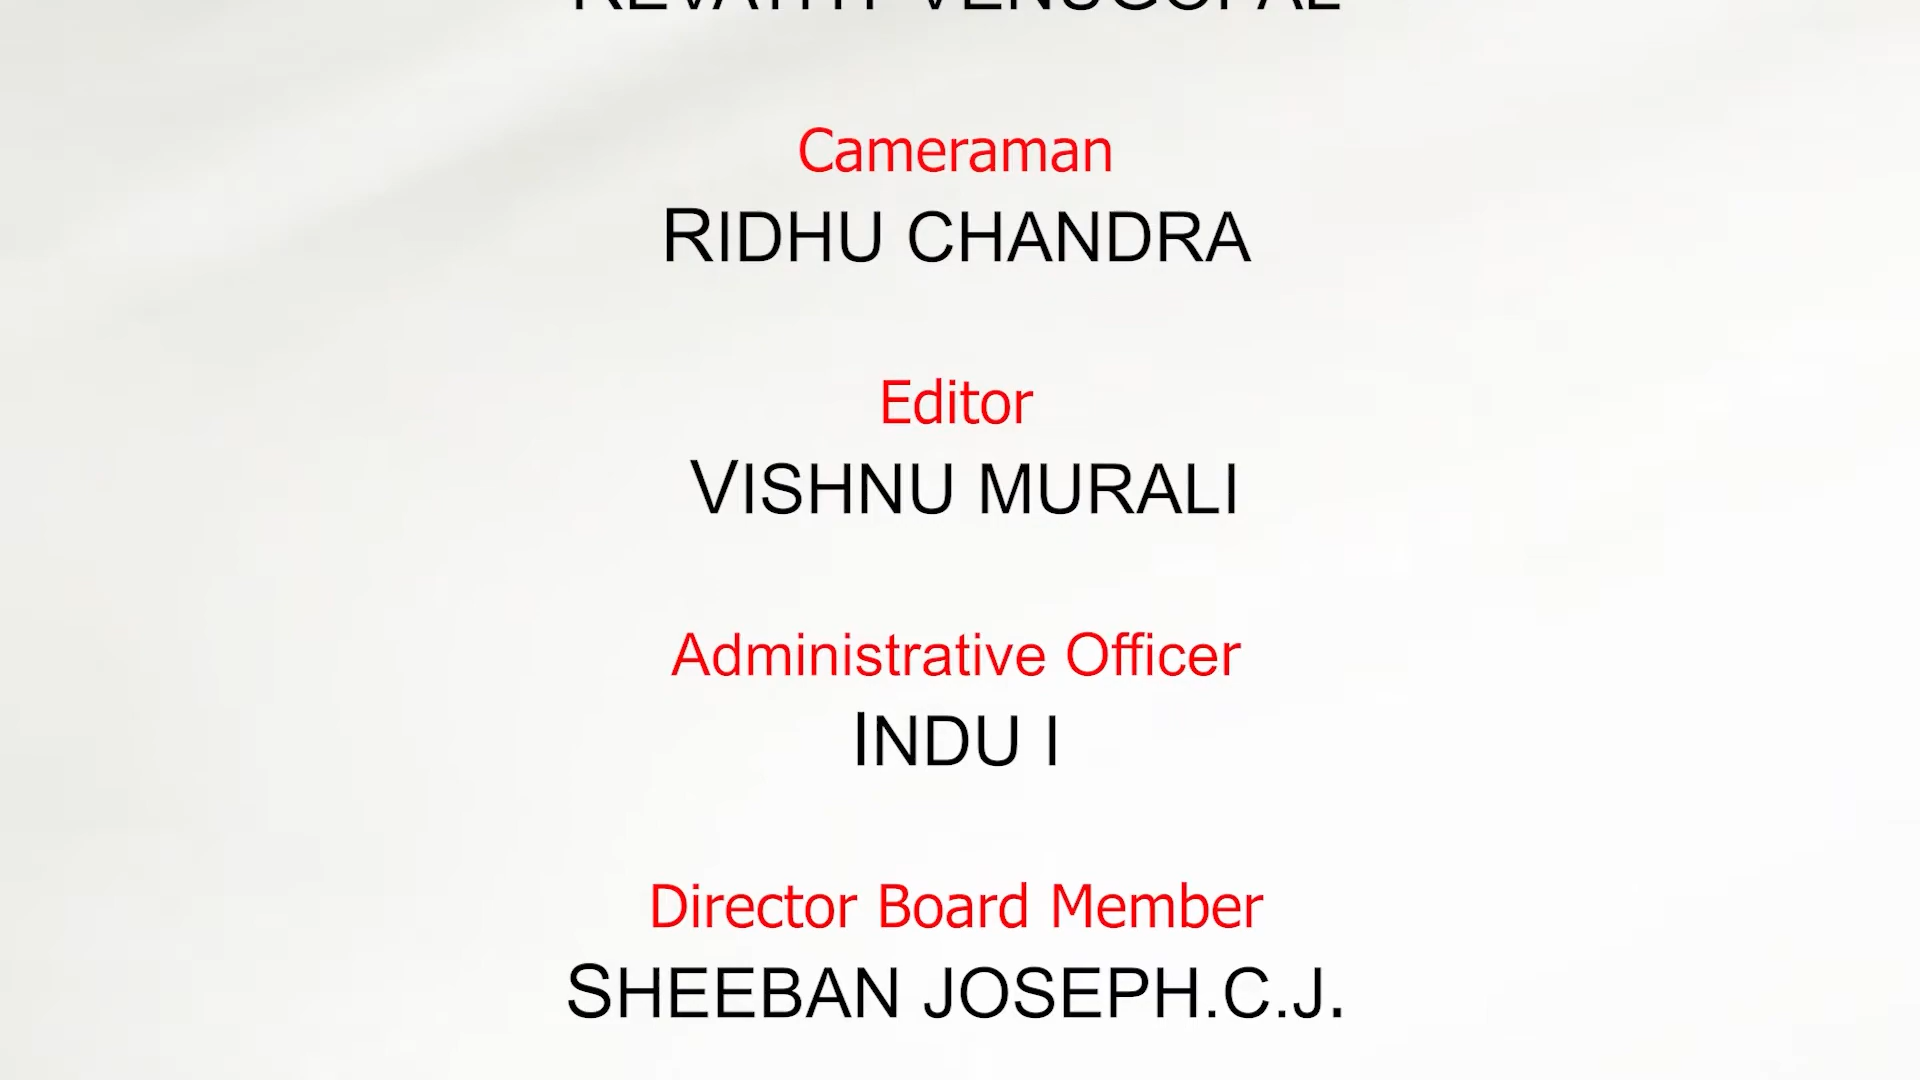 Cameraman
RIDHU CHANDRA
Editor
VISHNU MURALI
Administrative Officer
INDU I
Director Board Member
SHEEBAN JOSEPH.C.J.